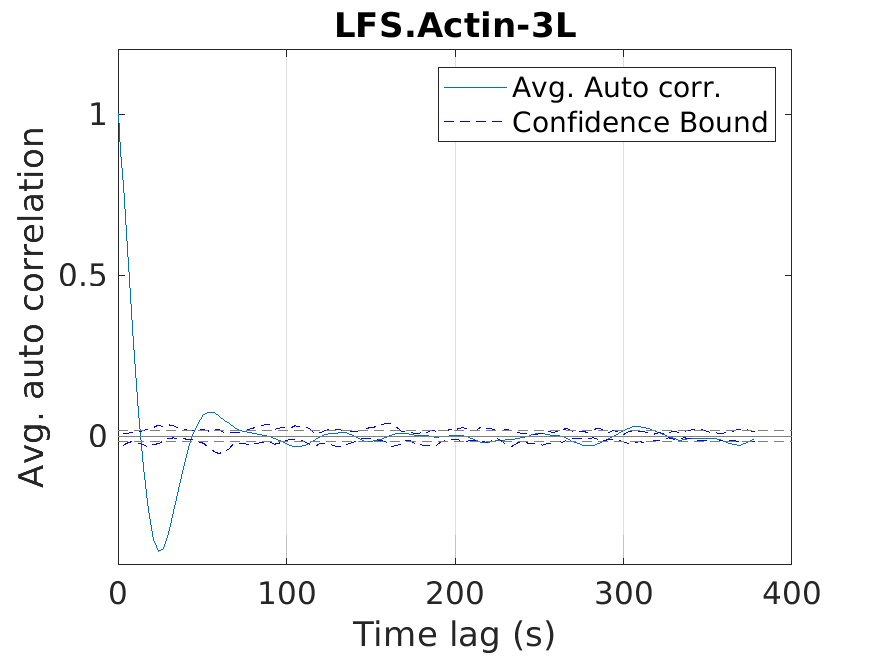 LFS.Actin-3L
Avg. Auto corr.
Confidence Bound
1
0.5
0
Avg. auto correlation
0 100 200 300 400
Time lag (s)